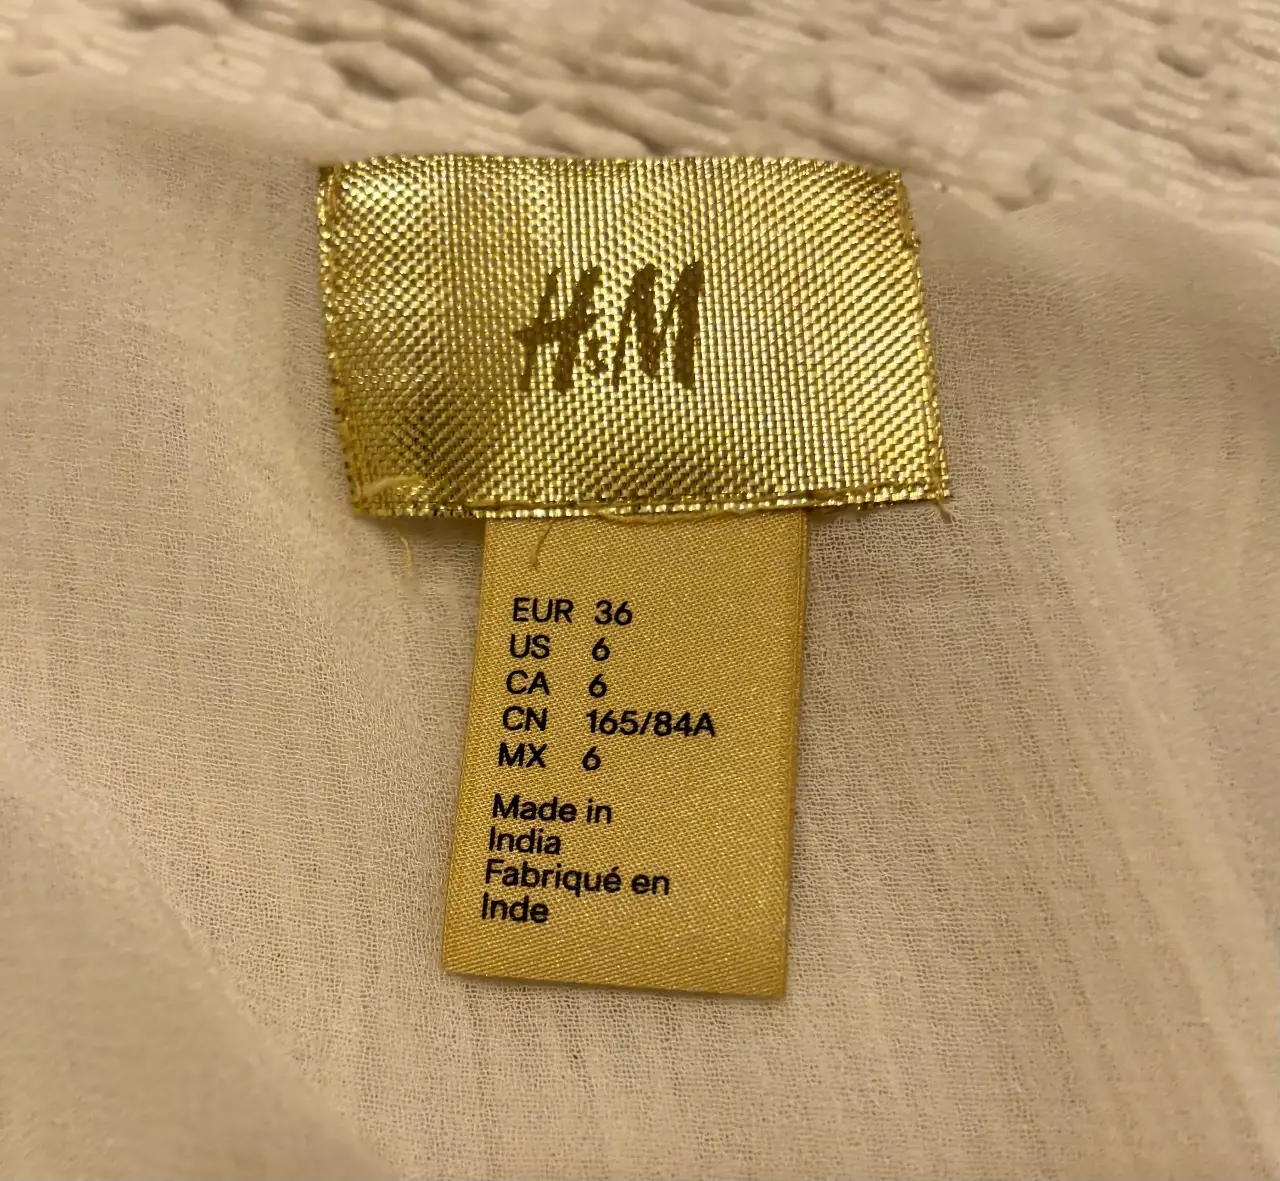 H&M
EUR 36
US 6
CA 6
CN 165/84A
MX 6
Made in
India
Fabriqué en
Inde